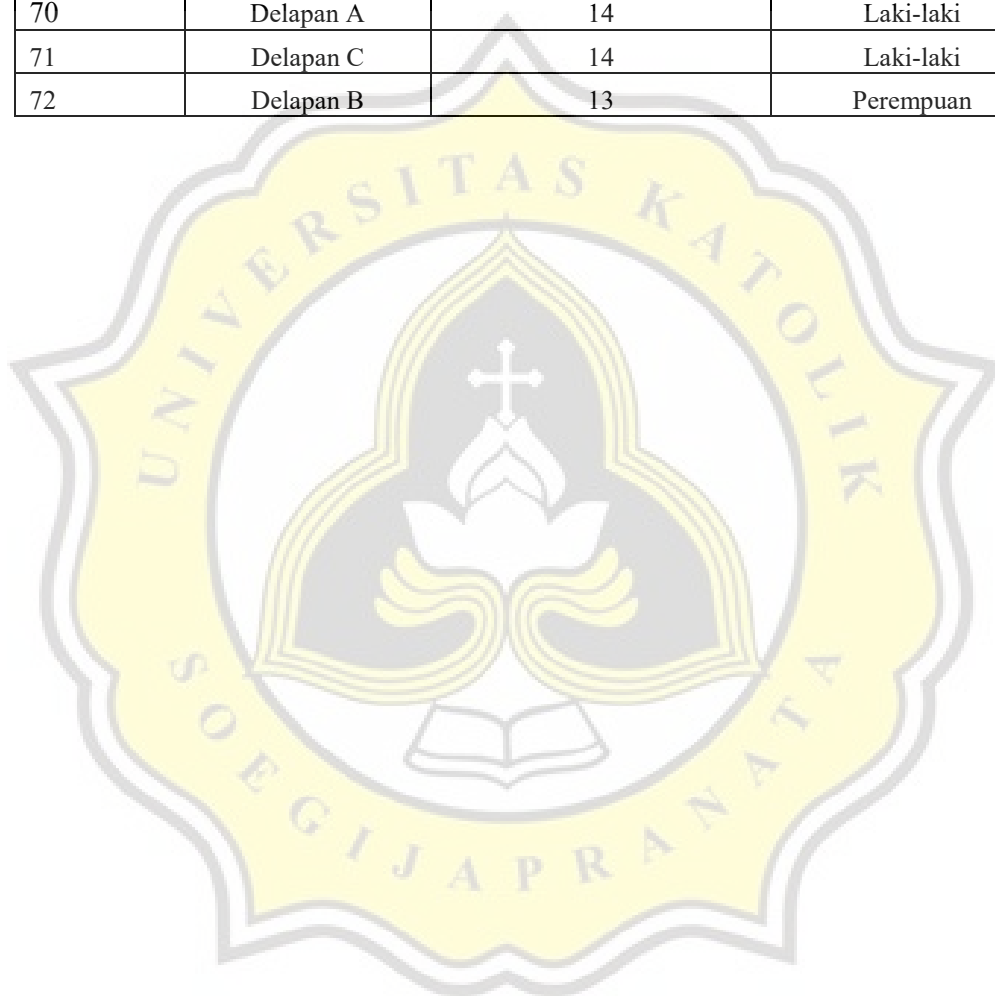 70 Delapan A 14 Laki-laki
71 Delapan C 14 Laki-laki
72 Delapan B 13 Perempuan
UNIVERSITAS KATOLIK
SOEGIJAPRANATA